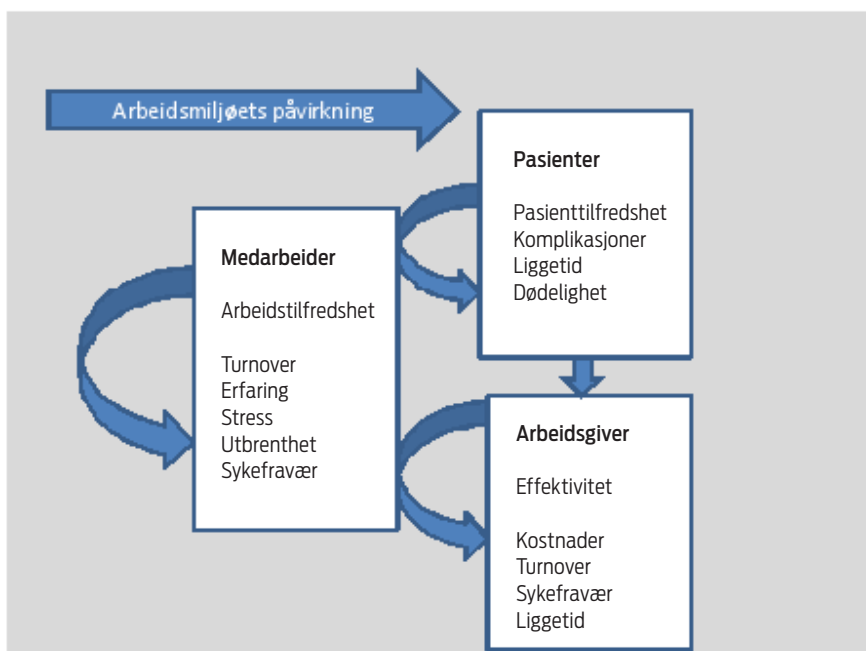 Arbeidsmiljøets påvirkning
Medarbeider
Arbeidstilfredshet
Turnover
Erfaring
Stress
Utbrenthet
Sykefravær
Pasienter
Pasienttilfredshet
Komplikasjoner
Liggetid
Dødelighet
Arbeidsgiver
Effektivitet
Kostnader
Turnover
Sykefravær
Liggetid